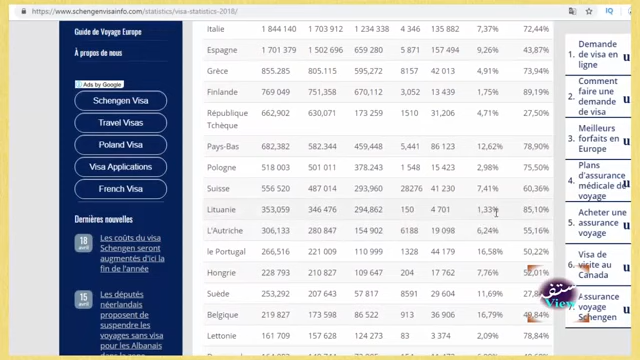 https://www.schengenvisainfo.com/statistics/visa-statistics-2018/
Guide de Voyage Europe
À propos de nous
Ads by Google
Schengen Visa
Travel Visas
Poland Visa
Visa Applications
French Visa
Dernières nouvelles
18
avril
Les coûts du visa
Schengen seront
augmentés d'ici la
fin de l'année
15
avril
Les députés
néerlandais
proposent de
suspendre les
voyages sans visa
pour les Albanais
Italie 1 844 140 1 703 912 1 234 338 4 346 135 882 7,37% 72,44%
Espagne 1 701 379 1 502 696 659 280 5 871 157 494 9,26% 43,87%
Grèce 855.285 805.115 595,272 8157 42 013 4,91% 73,94%
Finlande 769 049 751,358 670,112 3,052 13 439 1,75% 89,19%
République
Tchèque 662,902 630,071 173 259 1510 31,206 4,71% 27,50%
Pays-Bas 682,382 582,344 459,448 5,441 86 123 12,62% 78,90%
Pologne 518 003 501 061 378.243 1 548 15 423 2,98% 75,50%
Suisse 556 520 487 014 293,960 28276 41 230 7,41% 60,36%
Lituanie 353,059 346 476 294,862 150 4 701 1,33% 85,10%
L'Autriche 306,133 280 847 154 902 6188 19 098 6,24% 55,16%
le Portugal 266,516 221 009 110,999 1328 44 179 16,58% 50,22%
Hongrie 228 793 210 827 109 647 204 17 762 7,76%
Suède 253,292 207 643 57 817 8591 29 604 11,69%
Belgique 219 827 173 598 86 522 913 36 906 16,79%
Lettonie 161 709 157 628 124 273 83 3 374 2,09% 78,84%
1. Demande
de visa en
ligne
2. Comment
faire une
demande
de visa
3. Meilleurs
forfaits en
Europe
4. Plans
d'assurance
médicale de
voyage
5. Acheter
une
assurance
voyage
6. Visa
de visite au
Canada
7. Assurance
voyage
Schengen
View